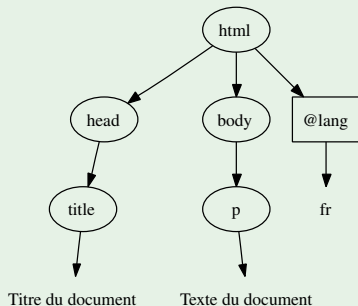 html
head
body
@lang
title
p
fr
Titre du document
Texte du document